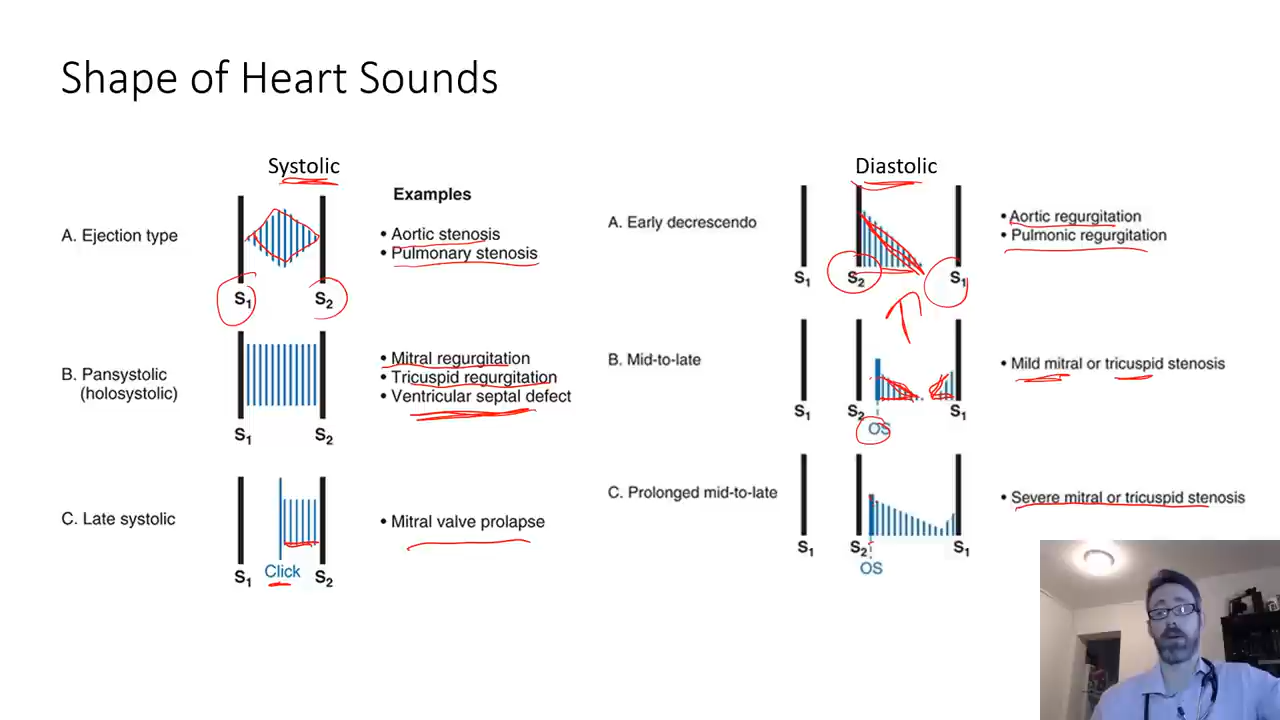 Shape of Heart Sounds
Systolic
Examples
A. Ejection type
• Aortic stenosis
• Pulmonary stenosis
S1 S2
B. Pansystolic
(holosystolic)
• Mitral regurgitation
• Tricuspid regurgitation
• Ventricular septal defect
S1 S2
C. Late systolic
• Mitral valve prolapse
S1 Click S2
Diastolic
A. Early decrescendo
• Aortic regurgitation
• Pulmonic regurgitation
S1 S2 S1
B. Mid-to-late
• Mild mitral or tricuspid stenosis
S1 S2 S1
OS
C. Prolonged mid-to-late
• Severe mitral or tricuspid stenosis
S1 S2 S1
OS